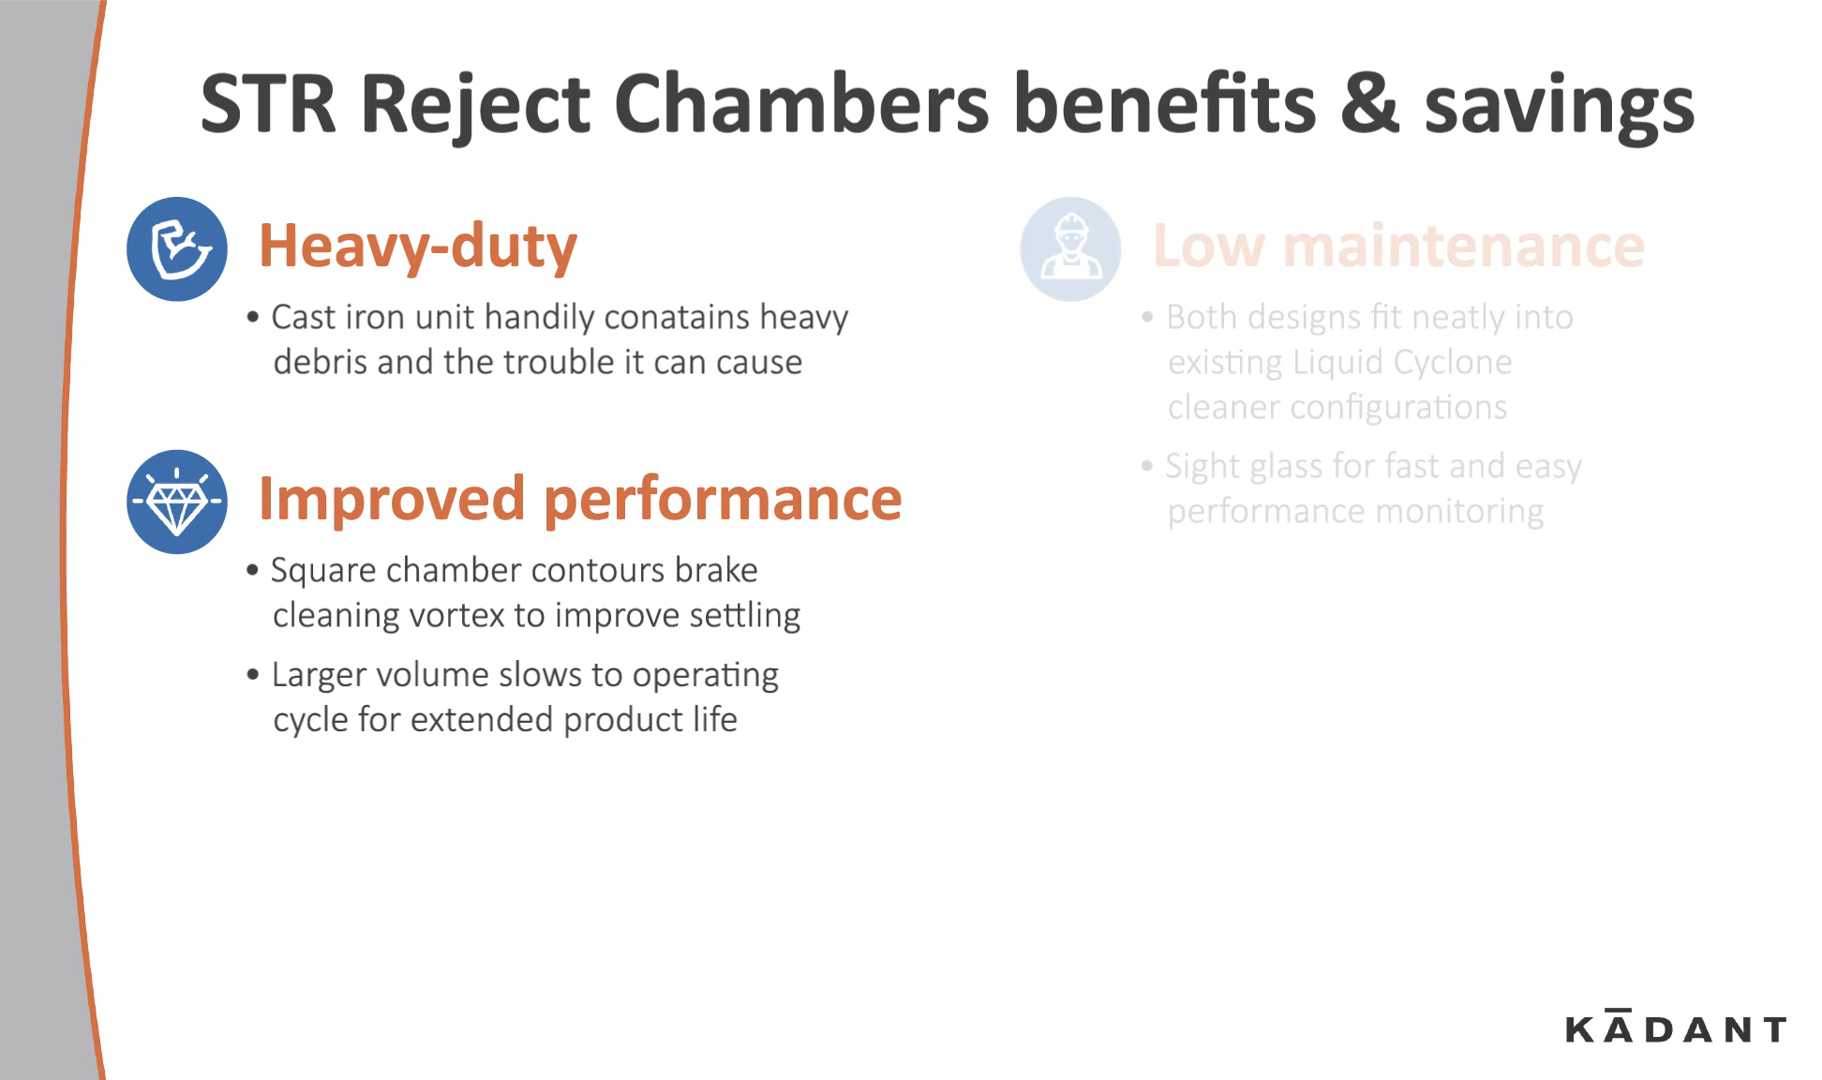 STR Reject Chambers benefits & savings
Heavy-duty
• Cast iron unit handily conatains heavy
debris and the trouble it can cause
Improved performance
• Square chamber contours brake
cleaning vortex to improve settling
• Larger volume slows to operating
cycle for extended product life
Low maintenance
• Both designs fit neatly into
existing Liquid Cyclone
cleaner configurations
• Sight glass for fast and easy
performance monitoring
KĀDANT